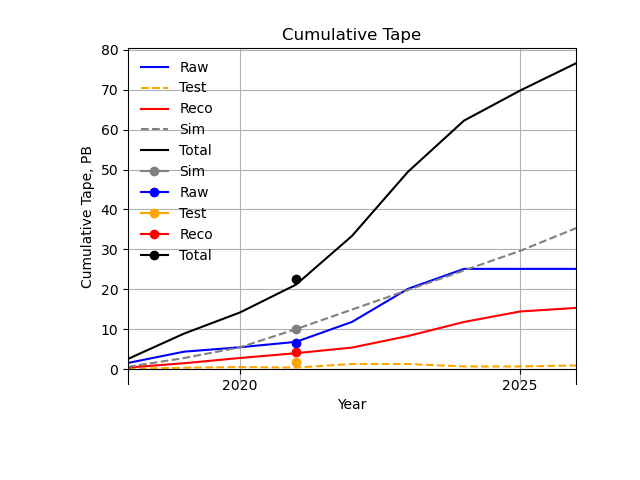 Cumulative Tape
80
70
60
50
40
30
20
10
0
Cumulative Tape, PB
Raw
Test
Reco
Sim
Total
Sim
Raw
Test
Reco
Total
2020
2025
Year